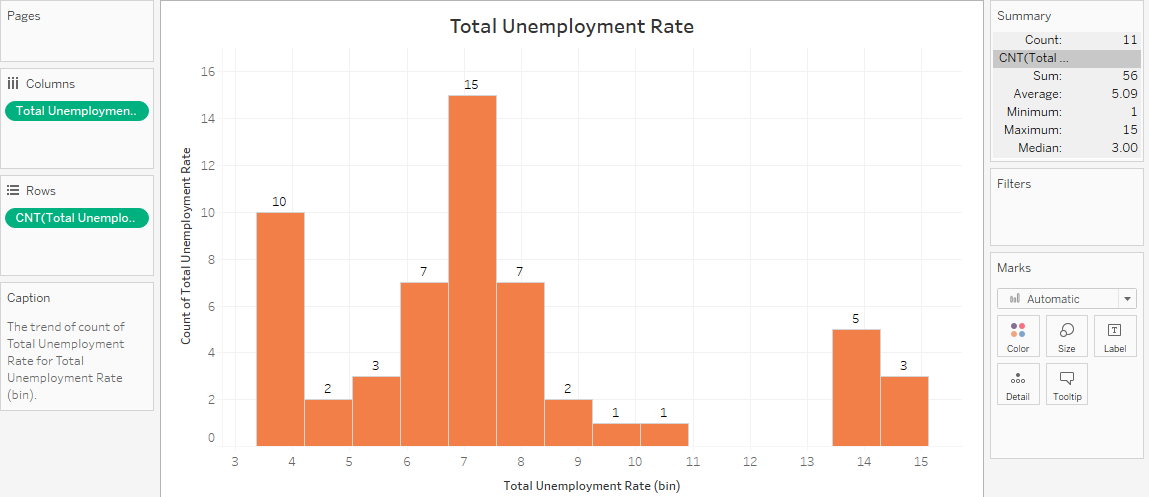 Pages
Columns
Total Unemploymen..
Rows
CNT(Total Unemplo..
Caption
The trend of count of
Total Unemployment
Rate for Total
Unemployment Rate
(bin).
Total Unemployment Rate
Count of Total Unemployment Rate
16
14
12
10
8
6
4
2
0
10
2
3
7
15
7
2
1
1
5
3
3 4 5 6 7 8 9 10 11 12 13 14 15
Total Unemployment Rate (bin)
Summary
Count: 11
CNT(Total ...
Sum: 56
Average: 5.09
Minimum: 1
Maximum: 15
Median: 3.00
Filters
Marks
Automatic
Color Size Label
Detail Tooltip